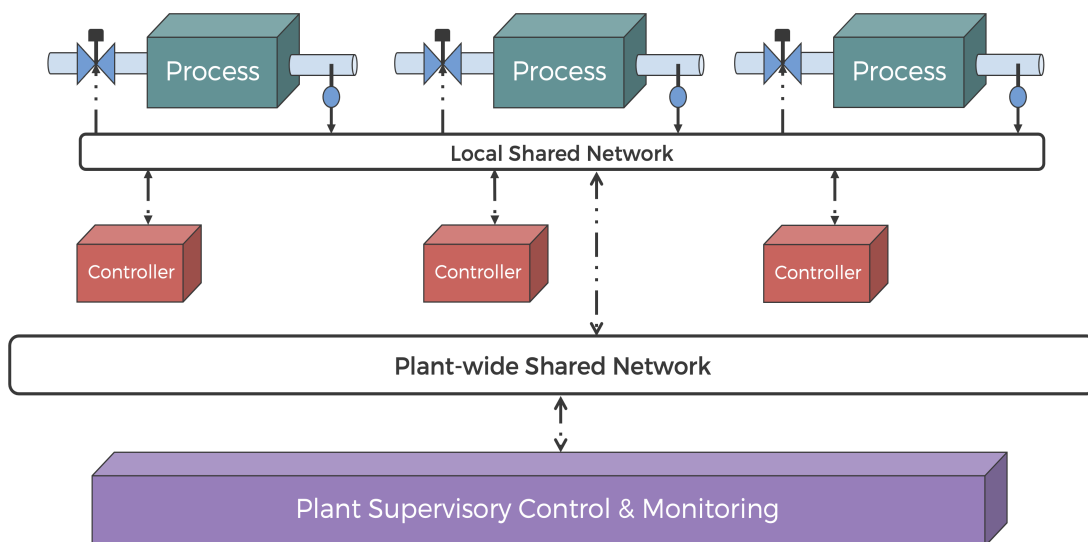 Process
Process
Process
Local Shared Network
Controller
Controller
Controller
Plant-wide Shared Network
Plant Supervisory Control & Monitoring